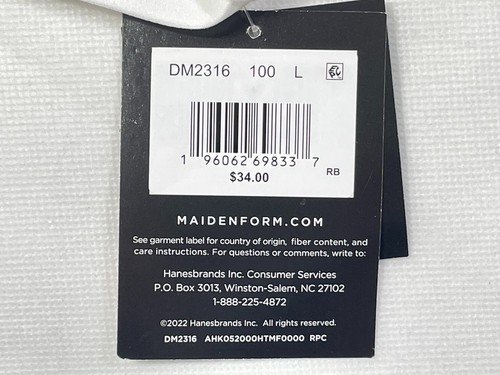 DM2316 100 L
1 96062 69833 7
RB
$34.00
MAIDENFORM.COM
See garment label for country of origin, fiber content, and
care instructions. For questions or comments, write to:
Hanesbrands Inc. Consumer Services
P.O. Box 3013, Winston-Salem, NC 27102
1-888-225-4872
©2022 Hanesbrands Inc. All rights reserved.
DM2316 AHK052000HTMF0000 RPC